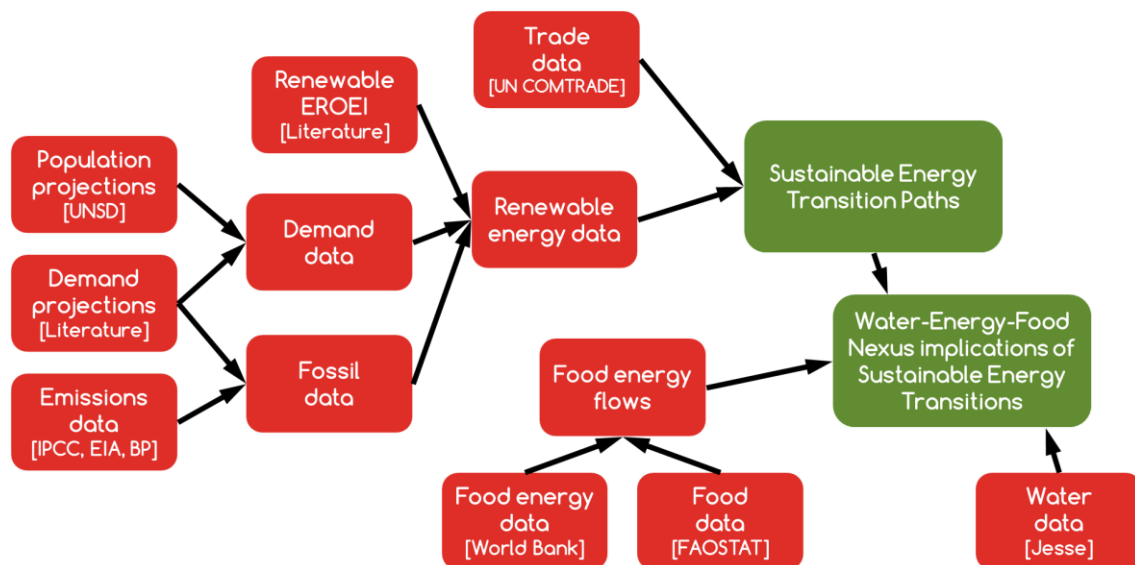 Trade
data
[UN COMTRADE]
Renewable
EROEI
[Literature]
Population
projections
[UNSD]
Sustainable Energy
Transition Paths
Demand
data
Renewable
energy data
Demand
projections
[Literature]
Water-Energy-Food
Nexus implications of
Sustainable Energy
Transitions
Fossil
data
Food energy
flows
Emissions
data
[IPCC, EIA, BP]
Food energy
data
[World Bank]
Food
data
[FAOSTAT]
Water
data
[Jesse]